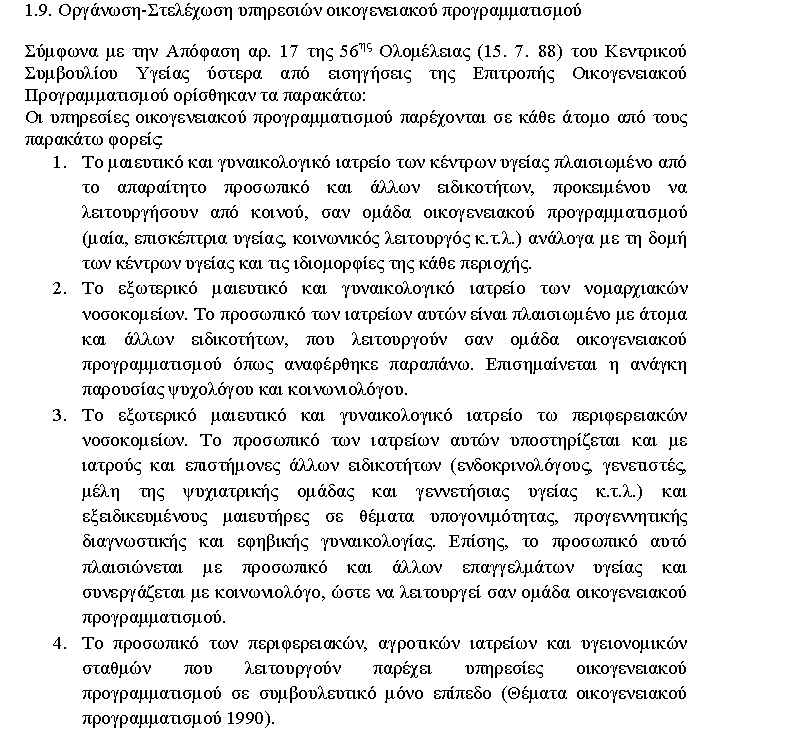 1.9. Οργάνωση-Στελέχωση υπηρεσιών οικογενειακού προγραμματισμού
Σύμφωνα με την Απόφαση αρ. 17 της 56ης Ολομέλειας (15. 7. 88) του Κεντρικού
Συμβουλίου Υγείας ύστερα από εισηγήσεις της Επιτροπής Οικογενειακού
Προγραμματισμού ορίσθηκαν τα παρακάτω:
Οι υπηρεσίες οικογενειακού προγραμματισμού παρέχονται σε κάθε άτομο από τους
παρακάτω φορείς:
1. Το μαιευτικό και γυναικολογικό ιατρείο των κέντρων υγείας πλαισιωμένο από
το απαραίτητο προσωπικό και άλλων ειδικοτήτων, προκειμένου να
λειτουργήσουν από κοινού, σαν ομάδα οικογενειακού προγραμματισμού
(μαία, επισκέπτρια υγείας, κοινωνικός λειτουργός κ.τ.λ.) ανάλογα με τη δομή
των κέντρων υγείας και τις ιδιομορφίες της κάθε περιοχής.
2. Το εξωτερικό μαιευτικό και γυναικολογικό ιατρείο των νομαρχιακών
νοσοκομείων. Το προσωπικό των ιατρείων αυτών είναι πλαισιωμένο με άτομα
και άλλων ειδικοτήτων, που λειτουργούν σαν ομάδα οικογενειακού
προγραμματισμού όπως αναφέρθηκε παραπάνω. Επισημαίνεται η ανάγκη
παρουσίας ψυχολόγου και κοινωνιολόγου.
3. Το εξωτερικό μαιευτικό και γυναικολογικό ιατρείο τω περιφερειακών
νοσοκομείων. Το προσωπικό των ιατρείων αυτών υποστηρίζεται και με
ιατρούς και επιστήμονες άλλων ειδικοτήτων (ενδοκρινολόγους, γενετιστές,
μέλη της ψυχιατρικής ομάδας και γεννετήσιας υγείας κ.τ.λ.) και
εξειδικευμένους μαιευτήρες σε θέματα υπογονιμότητας, προγεννητικής
διαγνωστικής και εφηβικής γυναικολογίας. Επίσης, το προσωπικό αυτό
πλαισιώνεται με προσωπικό και άλλων επαγγελμάτων υγείας και
συνεργάζεται με κοινωνιολόγο, ώστε να λειτουργεί σαν ομάδα οικογενειακού
προγραμματισμού.
4. Το προσωπικό των περιφερειακών, αγροτικών ιατρείων και υγειονομικών
σταθμών που λειτουργούν παρέχει υπηρεσίες οικογενειακού
προγραμματισμού σε συμβουλευτικό μόνο επίπεδο (Θέματα οικογενειακού
προγραμματισμού 1990).